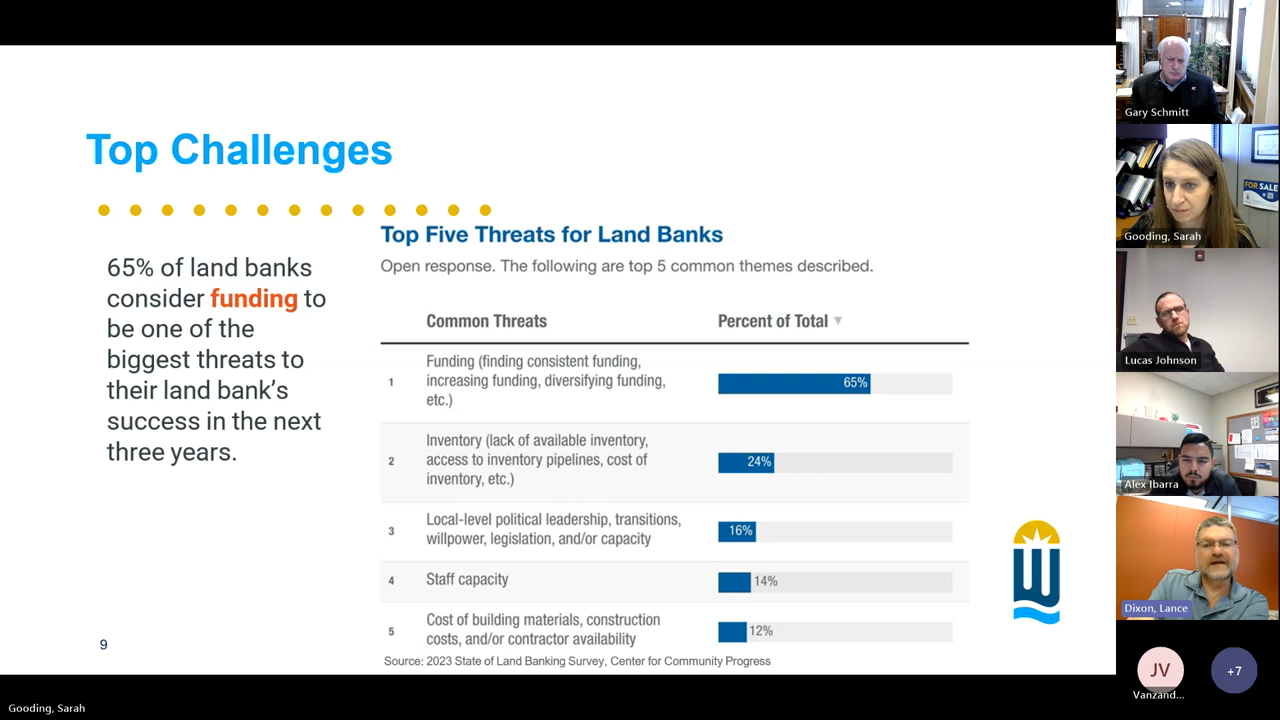 Top Challenges
65% of land banks
consider funding to
be one of the
biggest threats to
their land bank’s
success in the next
three years.
Top Five Threats for Land Banks
Open response. The following are top 5 common themes described.
Common Threats Percent of Total
1 Funding (finding consistent funding,
increasing funding, diversifying funding,
etc.)
65%
2 Inventory (lack of available inventory,
access to inventory pipelines, cost of
inventory, etc.)
24%
3 Local-level political leadership, transitions,
willpower, legislation, and/or capacity
16%
4 Staff capacity 14%
5 Cost of building materials, construction
costs, and/or contractor availability
12%
Source: 2023 State of Land Banking Survey, Center for Community Progress
9
Gooding, Sarah
Gary Schmitt
FOR SALE
Gooding, Sarah
Lucas Johnson
Alex Ibarra
Dixon, Lance
JV
Vanzand...
+7